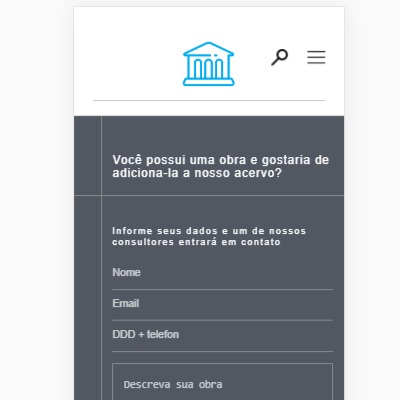 Você possui uma obra e gostaria de
adiciona-la a nosso acervo?
Informe seus dados e um de nossos
consultores entrará em contato
Nome
Email
DDD + telefon
Descreva sua obra